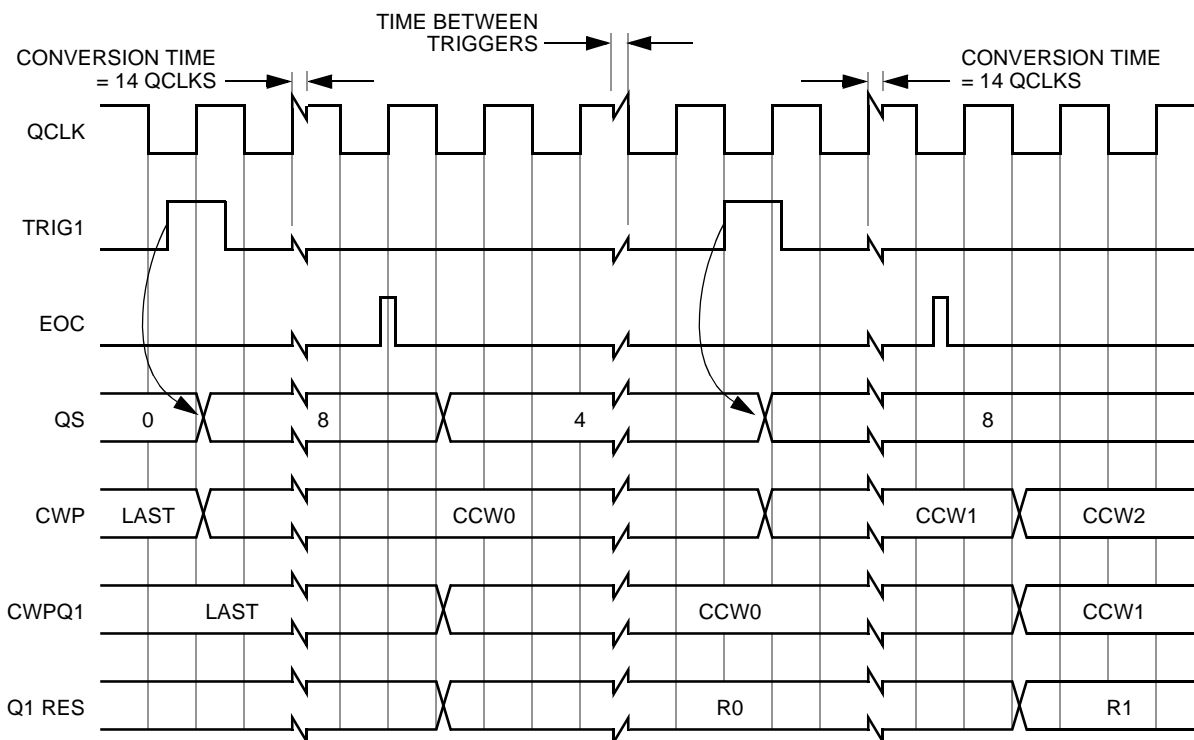 TIME BETWEEN
TRIGGERS
CONVERSION TIME
= 14 QCLKS
CONVERSION TIME
= 14 QCLKS
QCLK
TRIG1
EOC
QS
0
8
4
8
CWP
LAST
CCW0
CCW1
CCW2
CWPQ1
LAST
CCW0
CCW1
Q1 RES
R0
R1